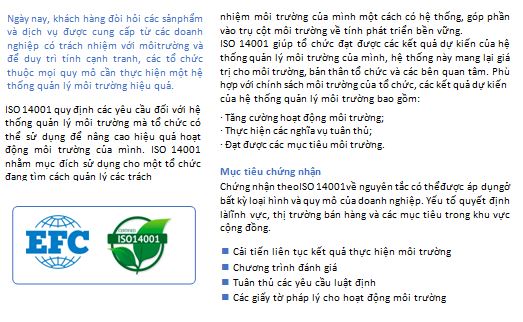 Ngày nay, khách hàng đòi hỏi các sảnphẩm
và dịch vụ được cung cấp từ các doanh
nghiệp có trách nhiệm với môitrường và
để duy trì tính cạnh tranh, các tổ chức
thuộc mọi quy mô cần thực hiện một hệ
thống quản lý môi trường hiệu quả.
ISO 14001 quy định các yêu cầu đối với hệ
thống quản lý môi trường mà tổ chức có
thể sử dụng để nâng cao hiệu quả hoạt
động môi trường của mình. ISO 14001
nhằm mục đích sử dụng cho một tổ chức
đang tìm cách quản lý các trách
EFC
CERTIFIED
ISO14001
nhiệm môi trường của mình một cách có hệ thống, góp phần
vào trụ cột môi trường về tính phát triển bền vững.
ISO 14001 giúp tổ chức đạt được các kết quả dự kiến của hệ
thống quản lý môi trường của mình, hệ thống này mang lại giá
trị cho môi trường, bản thân tổ chức và các bên quan tâm. Phù
hợp với chính sách môi trường của tổ chức, các kết quả dự kiến
của hệ thống quản lý môi trường bao gồm:
· Tăng cường hoạt động môi trường;
· Thực hiện các nghĩa vụ tuân thủ;
· Đạt được các mục tiêu môi trường.
Mục tiêu chứng nhận
Chứng nhận theoISO 14001về nguyên tắc có thểđược áp dụngở
bất kỳ loại hình và quy mô của doanh nghiệp. Yếu tố quyết định
làlĩnh vực, thị trường bán hàng và các mục tiêu trong khu vực
cộng đồng.
■ Cải tiến liên tục kết quả thực hiện môi trường
■ Chương trình đánh giá
■ Tuân thủ các yêu cầu luật định
■ Các giấy tờ pháp lý cho hoạt động môi trường